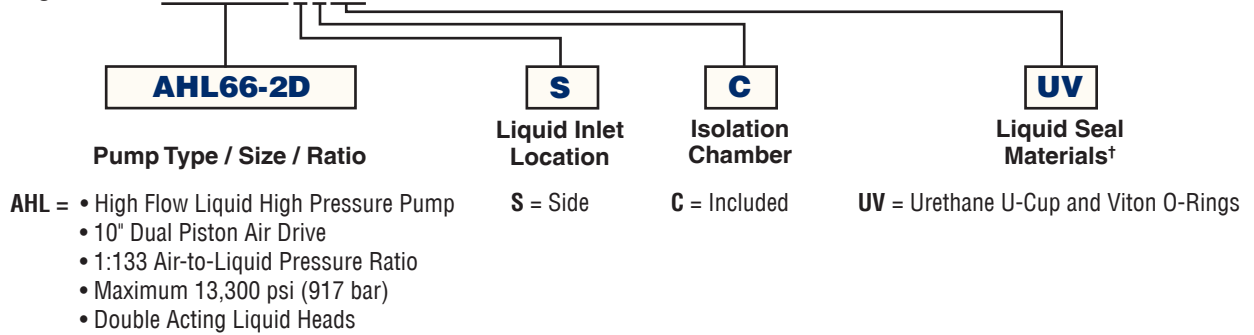 AHL66-2D S C UV
Pump Type / Size / Ratio
Liquid Inlet
Location
Isolation
Chamber
Liquid Seal
Materials†
AHL = • High Flow Liquid High Pressure Pump
• 10" Dual Piston Air Drive
• 1:133 Air-to-Liquid Pressure Ratio
• Maximum 13,300 psi (917 bar)
• Double Acting Liquid Heads
S = Side
C = Included
UV = Urethane U-Cup and Viton O-Rings